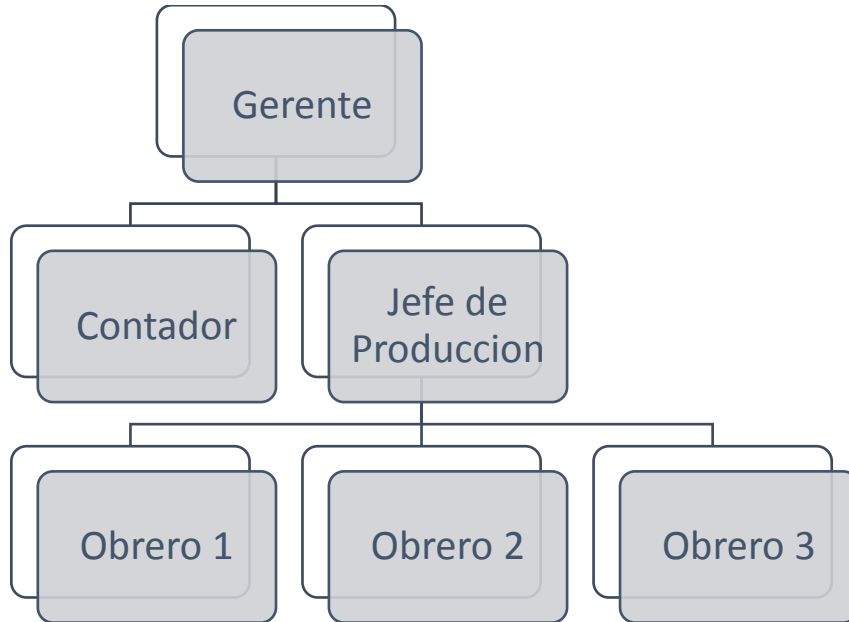 Gerente
Contador
Jefe de
Produccion
Obrero 1
Obrero 2
Obrero 3